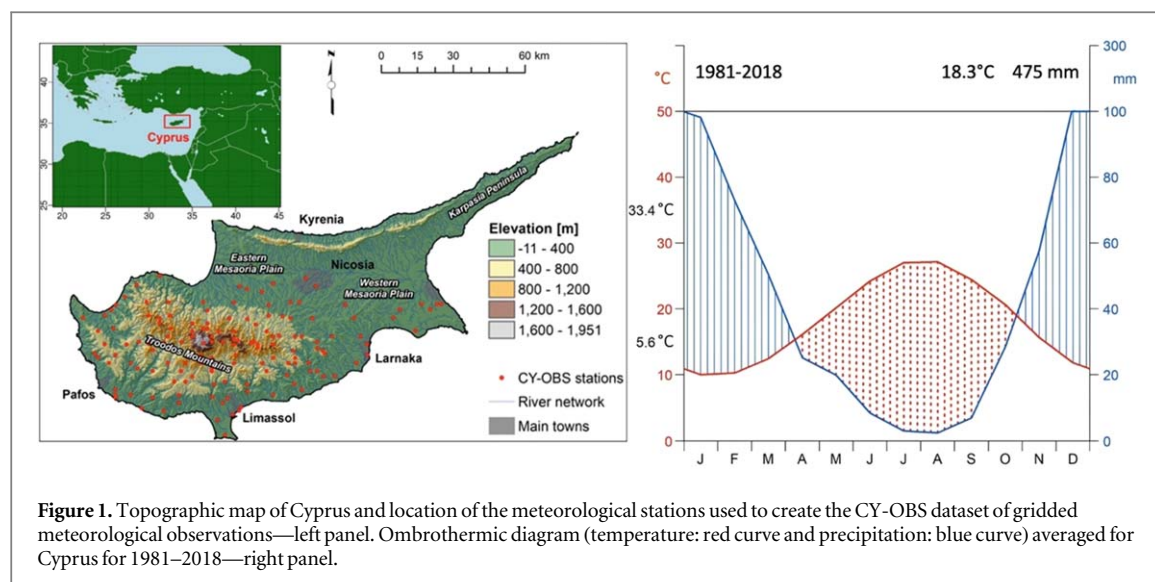 N
0 15 30 60 km
45
40
35
30
25
20 25 30 35 40 45
Cyprus
Kyrenia
Karpasia Peninsula
Eastern
Mesaoria Plain
Nicosia
Western
Mesaoria Plain
Troodos Mountains
Larnaka
Pafos
Limassol
Elevation [m]
-11 - 400
400 - 800
800 - 1,200
1,200 - 1,600
1,600 - 1,951
CY-OBS stations
River network
Main towns
1981-2018 18.3°C 475 mm
°C
50
40
33.4 °C
30
20
5.6 °C
10
0
300
mm
100
80
60
40
20
0
J F M A M J J A S O N D
Figure 1. Topographic map of Cyprus and location of the meteorological stations used to create the CY-OBS dataset of gridded
meteorological observations—left panel. Ombrothermic diagram (temperature: red curve and precipitation: blue curve) averaged for
Cyprus for 1981–2018—right panel.